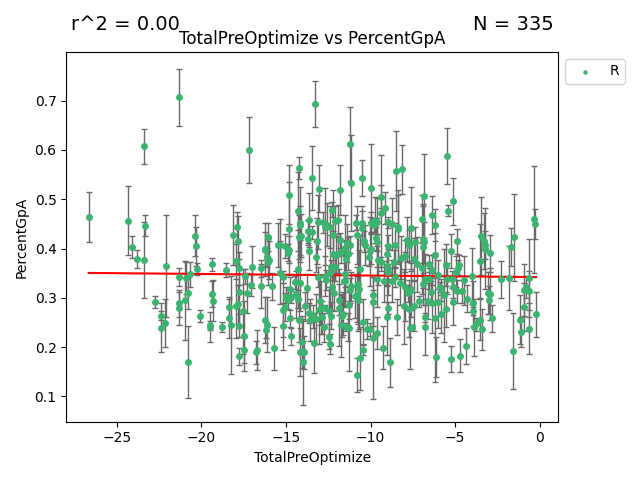 r^2 = 0.00
N = 335
TotalPreOptimize vs PercentGpA
R
0.7
0.6
0.5
0.4
0.3
0.2
0.1
PercentGpA
−25
−20
−15
−10
−5
0
TotalPreOptimize